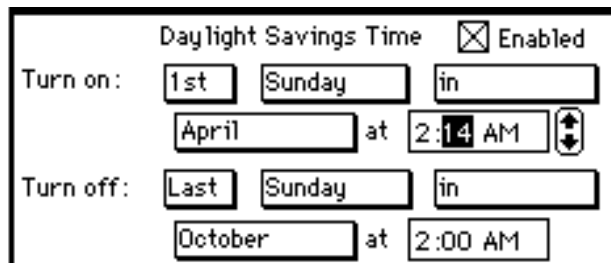 Daylight Savings Time Enabled
Turn on: 1st Sunday in
April at 2:14 AM
Turn off: Last Sunday in
October at 2:00 AM